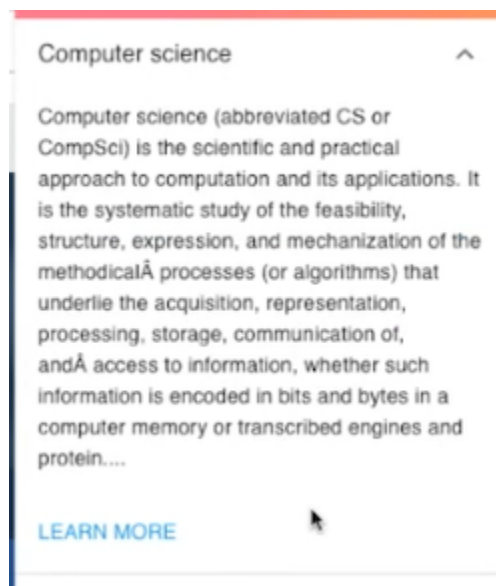 Computer science
Computer science (abbreviated CS or
CompSci) is the scientific and practical
approach to computation and its applications. It
is the systematic study of the feasibility,
structure, expression, and mechanization of the
methodicalÂ processes (or algorithms) that
underlie the acquisition, representation,
processing, storage, communication of,
andÂ access to information, whether such
information is encoded in bits and bytes in a
computer memory or transcribed engines and
protein....
LEARN MORE